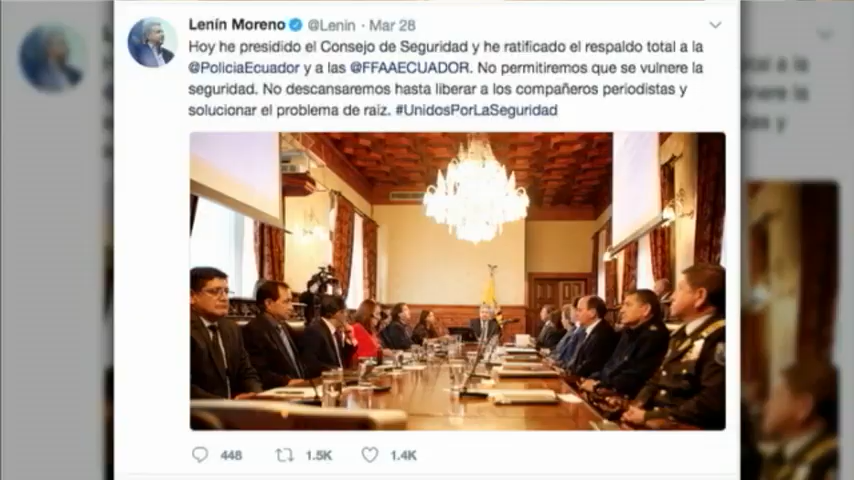 Lenín Moreno @Lenin · Mar 28
Hoy he presidido el Consejo de Seguridad y he ratificado el respaldo total a la
@PoliciaEcuador y a las @FFAAECUADOR. No permitiremos que se vulnere la
seguridad. No descansaremos hasta liberar a los compañeros periodistas y
solucionar el problema de raíz. #UnidosPorLaSeguridad
448 1.5K 1.4K